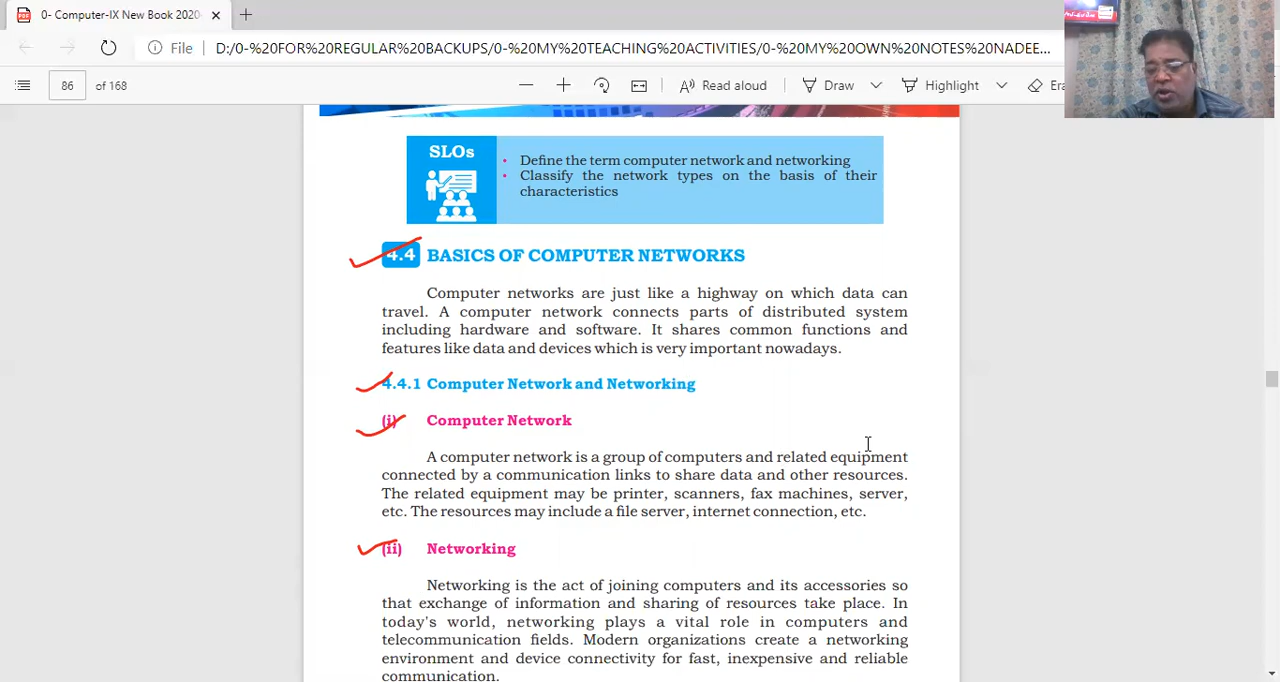 0- Computer-IX New Book 2020-
File
D:/0-%20FOR%20REGULAR%20BACKUPS/0-%20MY%20TEACHING%20ACTIVITIES/0-%20MY%20OWN%20NOTES%20NADEE...
86 of 168
Read aloud
Draw
Highlight
Era
SLOs
• Define the term computer network and networking
• Classify the network types on the basis of their
characteristics
4.4 BASICS OF COMPUTER NETWORKS
Computer networks are just like a highway on which data can
travel. A computer network connects parts of distributed system
including hardware and software. It shares common functions and
features like data and devices which is very important nowadays.
4.4.1 Computer Network and Networking
(i) Computer Network
A computer network is a group of computers and related equipment
connected by a communication links to share data and other resources.
The related equipment may be printer, scanners, fax machines, server,
etc. The resources may include a file server, internet connection, etc.
(ii) Networking
Networking is the act of joining computers and its accessories so
that exchange of information and sharing of resources take place. In
today's world, networking plays a vital role in computers and
telecommunication fields. Modern organizations create a networking
environment and device connectivity for fast, inexpensive and reliable
communication.